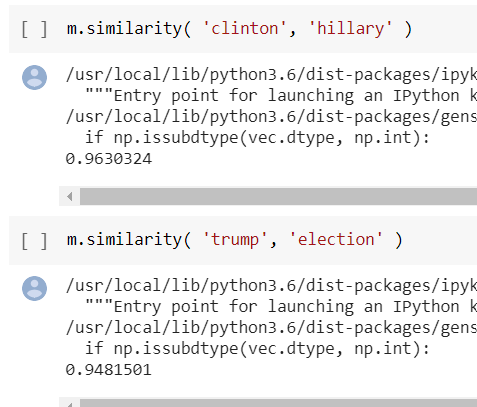 [ ] m.similarity( 'clinton', 'hillary' )
/usr/local/lib/python3.6/dist-packages/ipyk
"""Entry point for launching an IPython k
/usr/local/lib/python3.6/dist-packages/gens
if np.issubdtype(vec.dtype, np.int):
0.9630324
[ ] m.similarity( 'trump', 'election' )
/usr/local/lib/python3.6/dist-packages/ipyk
"""Entry point for launching an IPython k
/usr/local/lib/python3.6/dist-packages/gens
if np.issubdtype(vec.dtype, np.int):
0.9481501